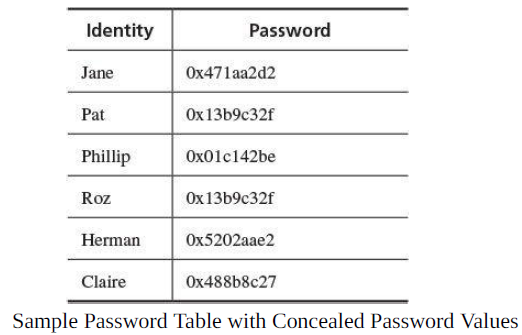 Identity Password
Jane 0x471aa2d2
Pat 0x13b9c32f
Phillip 0x01c142be
Roz 0x13b9c32f
Herman 0x5202aae2
Claire 0x488b8c27
Sample Password Table with Concealed Password Values